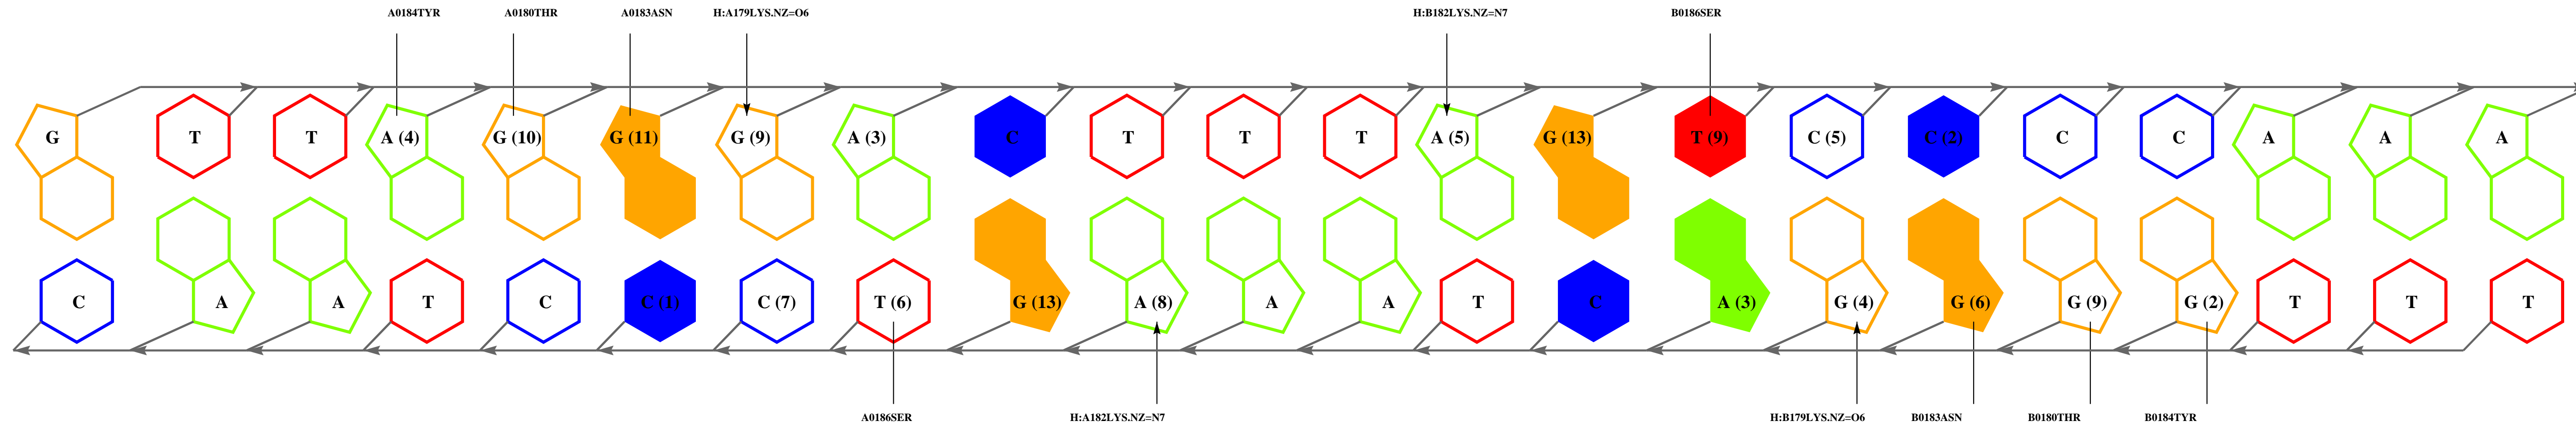 A0184TYR A0180THR A0183ASN H:A179LYS.NZ=O6 H:B182LYS.NZ=N7 B0186SER
G T T A (4) G (10) G (11) G (9) A (3) C T T T A (5) G (13) T (9) C (5) C (2) C C A A A
C A A T C C (1) C (7) T (6) G (13) A (8) A A T C A (3) G (4) G (6) G (9) G (2) T T T
A0186SER H:A182LYS.NZ=N7 H:B179LYS.NZ=O6 B0183ASN B0180THR B0184TYR